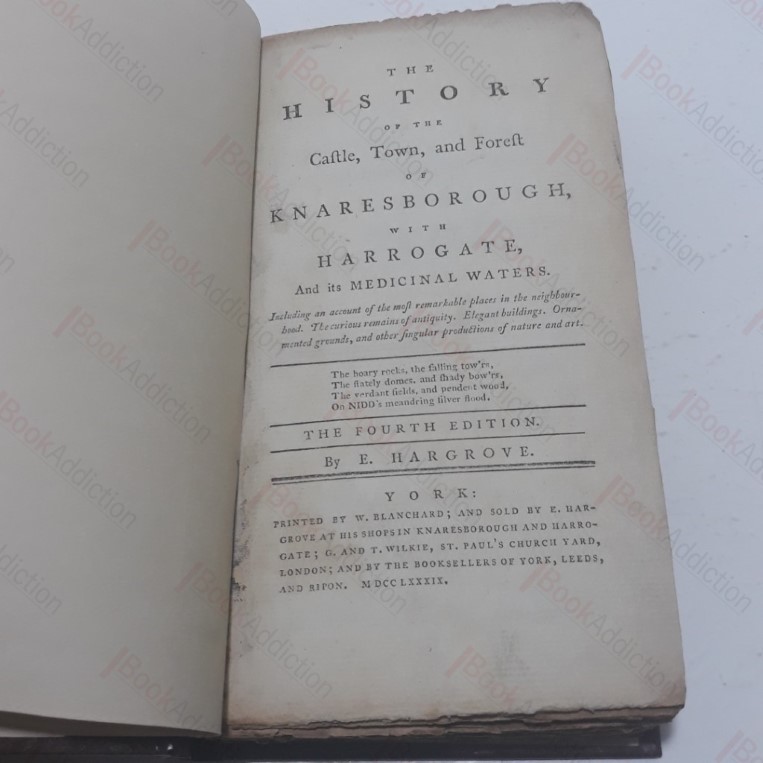 THE
HISTORY
OF THE
Caſtle, Town, and Foreſt
OF
KNARESBOROUGH,
WITH
HARROGATE,
And its MEDICINAL WATERS.
Including an account of the moſt remarkable places in the neighbour-
hood. The curious remains of antiquity. Elegant buildings. Orna-
mented grounds, and other ſingular productions of nature and art.
The hoary rocks, the falling tow'rs,
The ſtately domes, and ſhady bow'rs,
The verdant fields, and pendent wood,
On NIDD's meandring ſilver flood.
THE FOURTH EDITION.
By E. HARGROVE.
YORK:
PRINTED BY W. BLANCHARD; AND SOLD BY E. HAR-
GROVE AT HIS SHOPS IN KNARESBOROUGH AND HARRO-
GATE; G. AND T. WILKIE, ST. PAUL'S CHURCH YARD,
LONDON; AND BY THE BOOKSELLERS OF YORK, LEEDS,
AND RIPON. MDCCLXXXIX.
BookAddiction